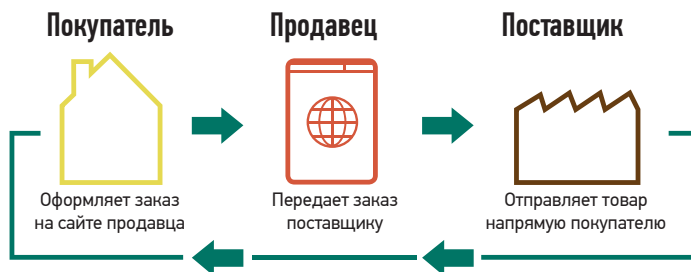 Покупатель
Продавец
Поставщик
Оформляет заказ
на сайте продавца
Передает заказ
поставщику
Отправляет товар
напрямую покупателю